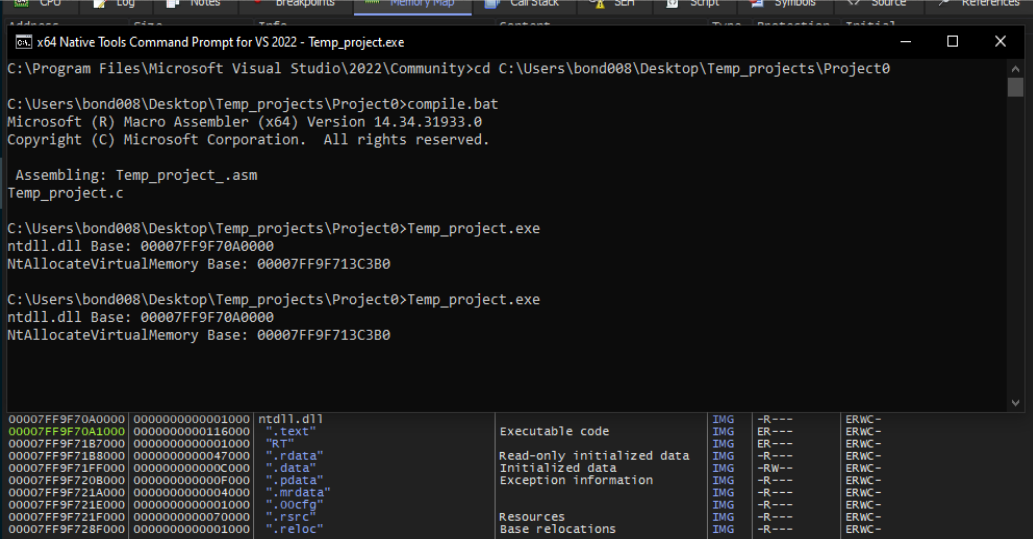 CPU Log Notes Breakpoints Memory Map Call Stack SEH Script Symbols Source References
Address Size Info Content Type Protection Initial
x64 Native Tools Command Prompt for VS 2022 - Temp_project.exe
C:\Program Files\Microsoft Visual Studio\2022\Community>cd C:\Users\bond008\Desktop\Temp_projects\Project0
C:\Users\bond008\Desktop\Temp_projects\Project0>compile.bat
Microsoft (R) Macro Assembler (x64) Version 14.34.31933.0
Copyright (C) Microsoft Corporation.  All rights reserved.
Assembling: Temp_project_.asm
Temp_project.c
C:\Users\bond008\Desktop\Temp_projects\Project0>Temp_project.exe
ntdll.dll Base: 00007FF9F70A0000
NtAllocateVirtualMemory Base: 00007FF9F713C3B0
C:\Users\bond008\Desktop\Temp_projects\Project0>Temp_project.exe
ntdll.dll Base: 00007FF9F70A0000
NtAllocateVirtualMemory Base: 00007FF9F713C3B0
00007FF9F70A0000 0000000000001000 ntdll.dll IMG -R--- ERWC-
00007FF9F70A1000 0000000000116000 ".text" Executable code IMG ER--- ERWC-
00007FF9F71B7000 0000000000001000 "RT" IMG ER--- ERWC-
00007FF9F71B8000 0000000000047000 ".rdata" Read-only initialized data IMG -R--- ERWC-
00007FF9F71FF000 000000000000C000 ".data" Initialized data IMG -RW-- ERWC-
00007FF9F720B000 000000000000F000 ".pdata" Exception information IMG -R--- ERWC-
00007FF9F721A000 0000000000004000 ".mrdata" IMG -R--- ERWC-
00007FF9F721E000 0000000000001000 ".00cfg" IMG -R--- ERWC-
00007FF9F721F000 0000000000070000 ".rsrc" Resources IMG -R--- ERWC-
00007FF9F728F000 0000000000001000 ".reloc" Base relocations IMG -R--- ERWC-